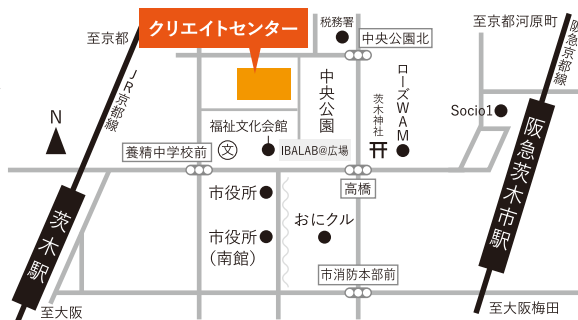 クリエイトセンター
税務署
至京都河原町
至京都
中央公園北
阪急京都線
JR京都線
中央公園
ローズWAM
茨木神社
Socio1
N
福祉文化会館
養精中学校前
文
IBALAB@広場
阪急茨木市駅
高橋
市役所
茨木駅
おにクル
市役所
(南館)
市消防本部前
至大阪
至大阪梅田